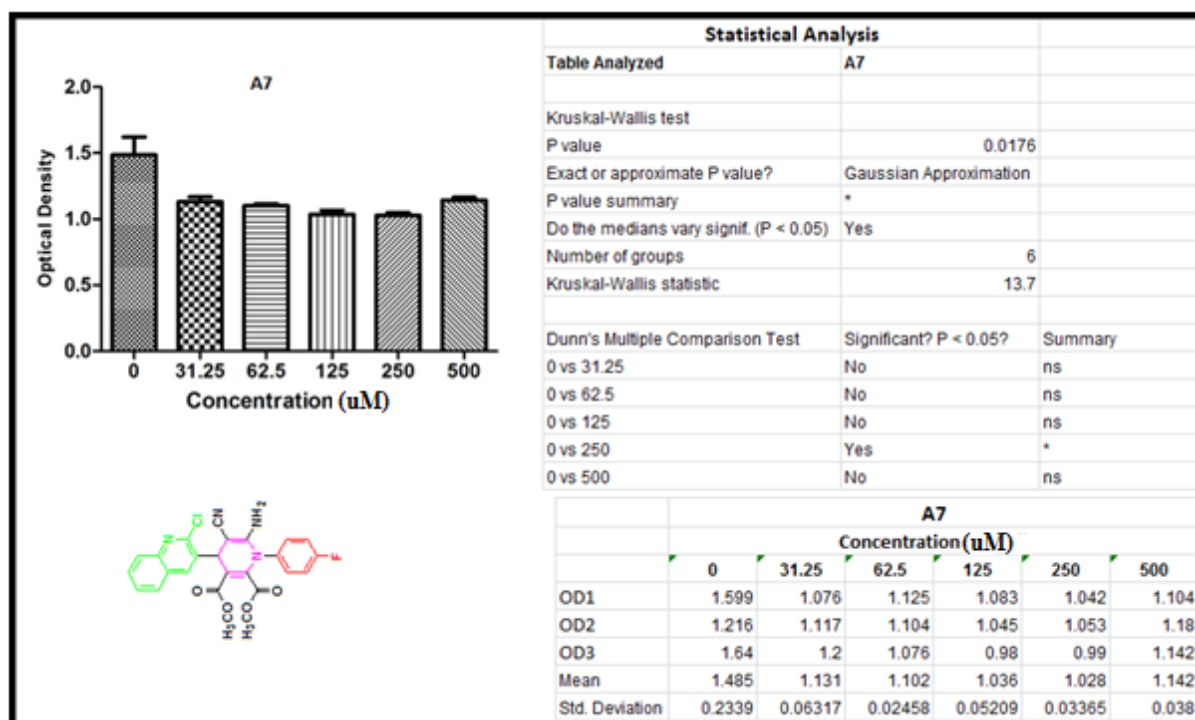 A7
2.0
1.5
1.0
0.5
0.0
Optical Density
0 31.25 62.5 125 250 500
Concentration (uM)
Statistical Analysis
Table Analyzed A7
Kruskal-Wallis test
P value 0.0176
Exact or approximate P value? Gaussian Approximation
P value summary *
Do the medians vary signif. (P < 0.05) Yes
Number of groups 6
Kruskal-Wallis statistic 13.7
Dunn's Multiple Comparison Test Significant? P < 0.05? Summary
0 vs 31.25 No ns
0 vs 62.5 No ns
0 vs 125 No ns
0 vs 250 Yes *
0 vs 500 No ns
Cl
CN
NH2
N
N
F
O
O
H3CO
H3CO
A7
Concentration (uM)
0 31.25 62.5 125 250 500
OD1 1.599 1.076 1.125 1.083 1.042 1.104
OD2 1.216 1.117 1.104 1.045 1.053 1.18
OD3 1.64 1.2 1.076 0.98 0.99 1.142
Mean 1.485 1.131 1.102 1.036 1.028 1.142
Std. Deviation 0.2339 0.06317 0.02458 0.05209 0.03365 0.038